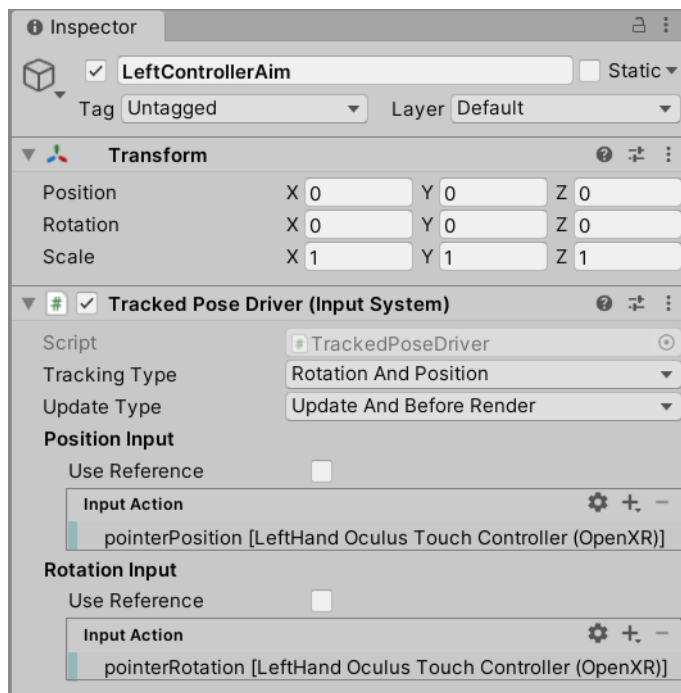 Inspector
LeftControllerAim Static
Tag Untagged Layer Default
Transform
Position X 0 Y 0 Z 0
Rotation X 0 Y 0 Z 0
Scale X 1 Y 1 Z 1
# Tracked Pose Driver (Input System)
Script # TrackedPoseDriver
Tracking Type Rotation And Position
Update Type Update And Before Render
Position Input
Use Reference
Input Action
pointerPosition [LeftHand Oculus Touch Controller (OpenXR)]
Rotation Input
Use Reference
Input Action
pointerRotation [LeftHand Oculus Touch Controller (OpenXR)]